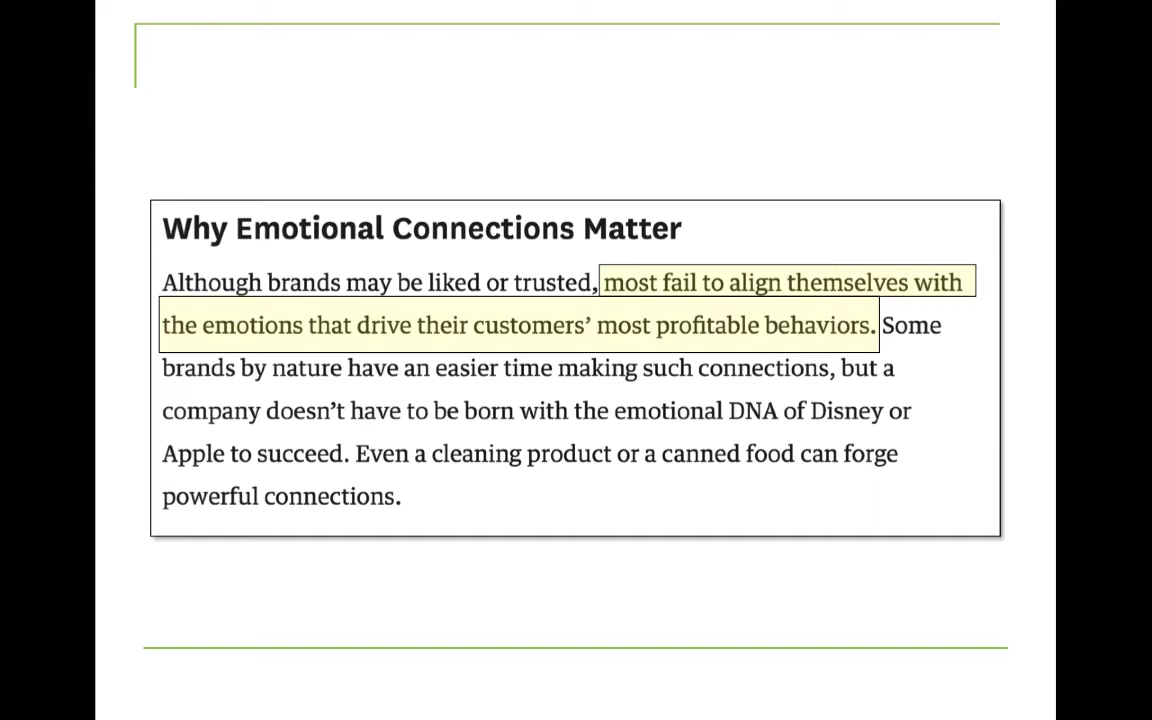 Why Emotional Connections Matter
Although brands may be liked or trusted, most fail to align themselves with
the emotions that drive their customers’ most profitable behaviors. Some
brands by nature have an easier time making such connections, but a
company doesn’t have to be born with the emotional DNA of Disney or
Apple to succeed. Even a cleaning product or a canned food can forge
powerful connections.